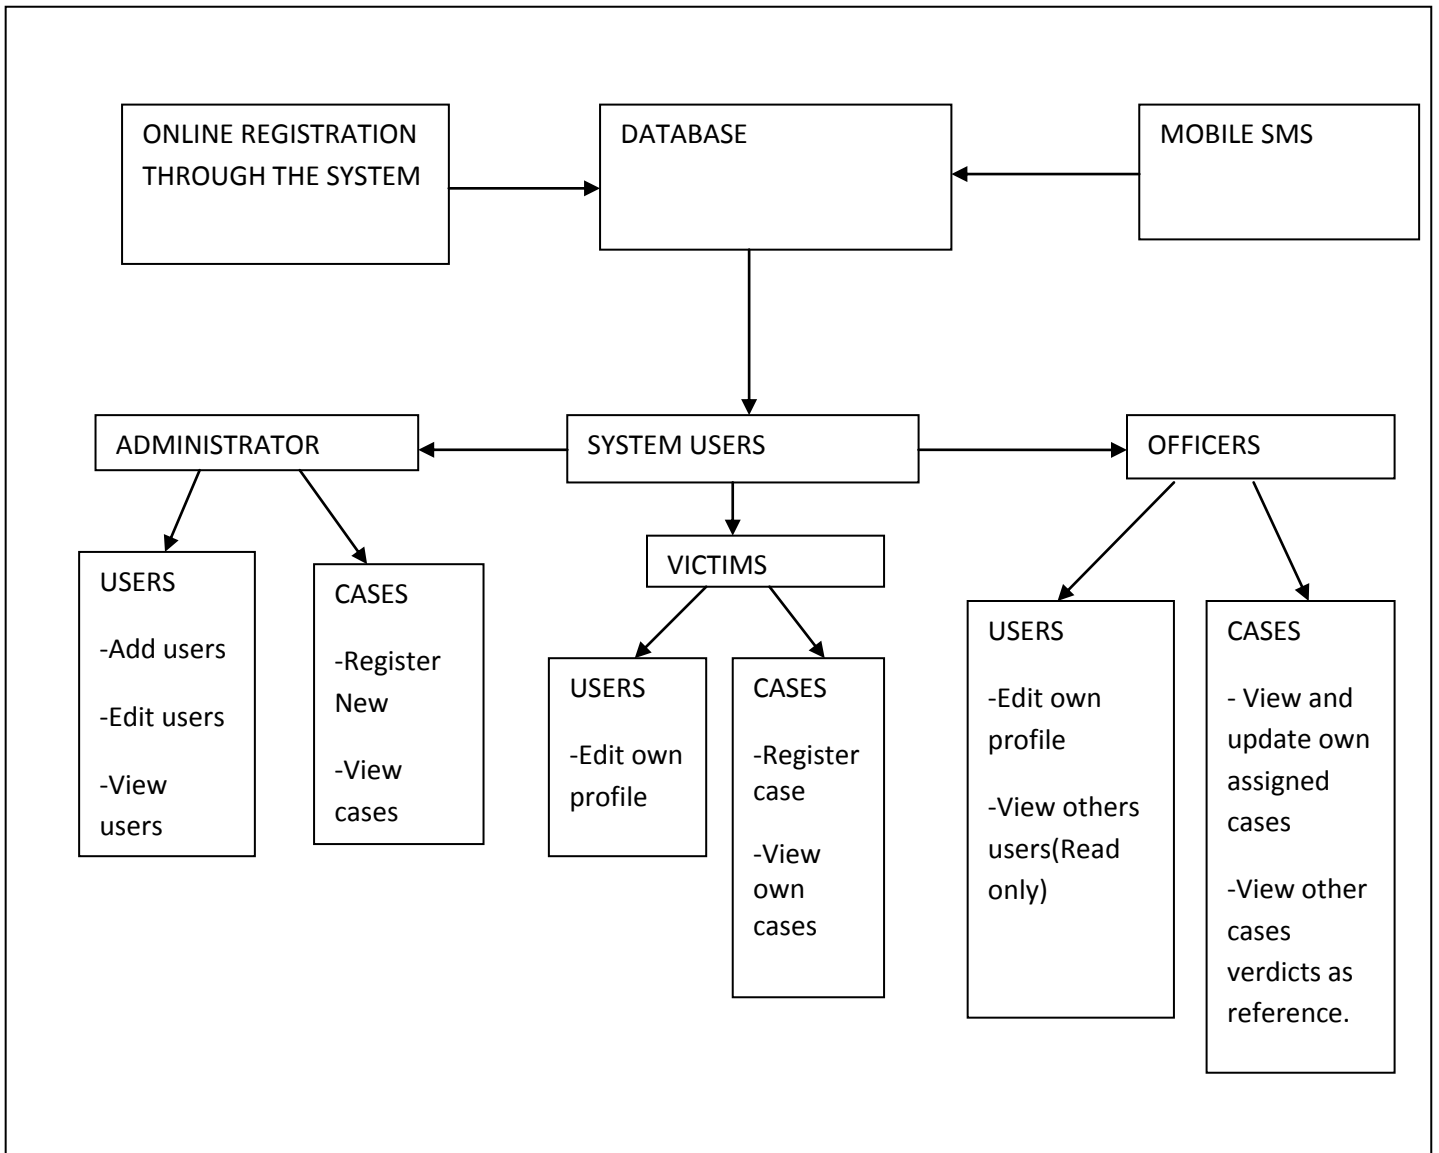 ONLINE REGISTRATION
THROUGH THE SYSTEM
DATABASE
MOBILE SMS
ADMINISTRATOR
SYSTEM USERS
OFFICERS
VICTIMS
USERS
-Add users
-Edit users
-View
users
CASES
-Register
New
-View
cases
USERS
-Edit own
profile
CASES
-Register
case
-View
own
cases
USERS
-Edit own
profile
-View others
users(Read
only)
CASES
- View and
update own
assigned
cases
-View other
cases
verdicts as
reference.